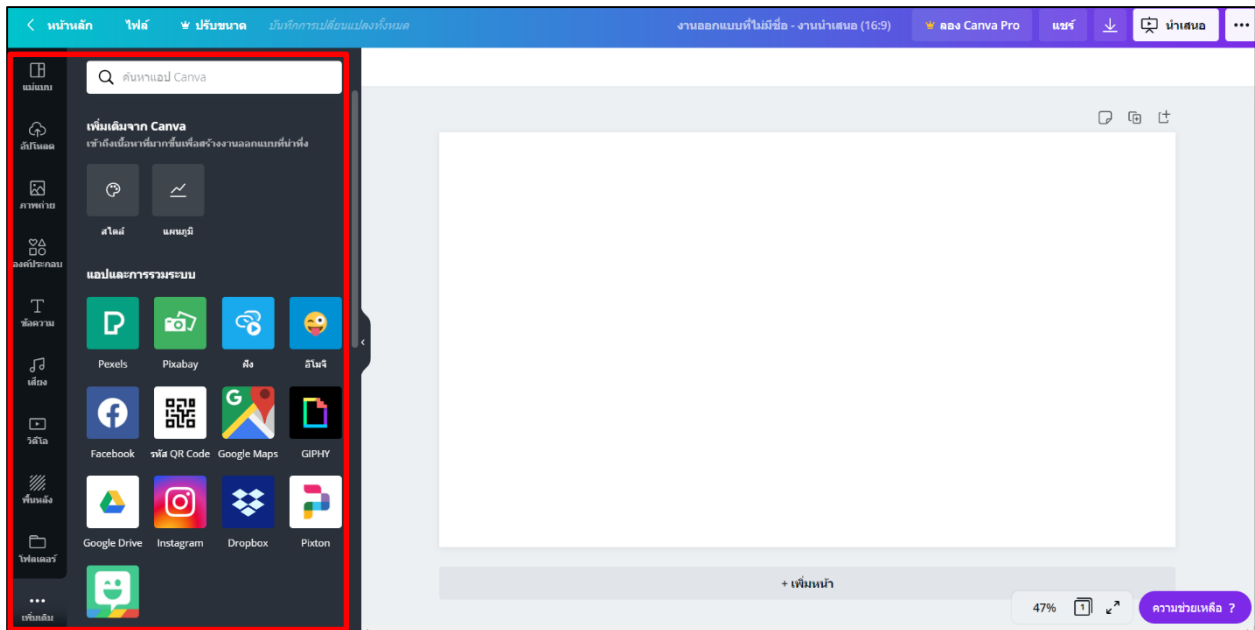 หน้าหลัก ไฟล์ ปรับขนาด บันทึกการเปลี่ยนแปลงทั้งหมด งานออกแบบที่ไม่มีชื่อ - งานนำเสนอ (16:9) ลอง Canva Pro แชร์ นำเสนอ
แม่แบบ
อัปโหลด
ภาพถ่าย
องค์ประกอบ
ข้อความ
เสียง
วิดีโอ
พื้นหลัง
โฟลเดอร์
เพิ่มเติม
ค้นหาแอป Canva
เพิ่มเติมจาก Canva
เข้าถึงเนื้อหาที่มากขึ้นเพื่อสร้างงานออกแบบที่น่าทึ่ง
สไตล์ แผนภูมิ
แอปและการรวมระบบ
Pexels Pixabay ฝัง อีโมจิ
Facebook รหัส QR Code Google Maps GIPHY
Google Drive Instagram Dropbox Pixton
+ เพิ่มหน้า
47% 1 ความช่วยเหลือ ?